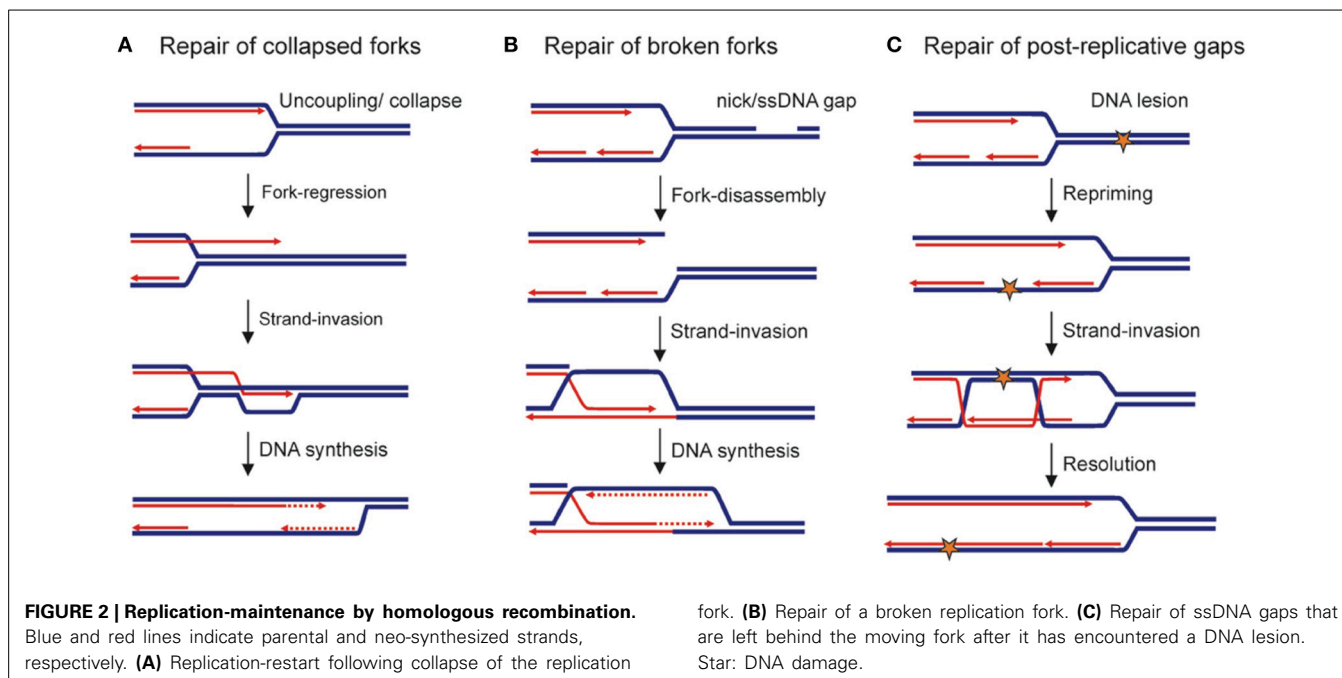 A Repair of collapsed forks
Uncoupling/ collapse
Fork-regression
Strand-invasion
DNA synthesis
B Repair of broken forks
nick/ssDNA gap
Fork-disassembly
Strand-invasion
DNA synthesis
C Repair of post-replicative gaps
DNA lesion
Repriming
Strand-invasion
Resolution
FIGURE 2 | Replication-maintenance by homologous recombination.
Blue and red lines indicate parental and neo-synthesized strands,
respectively. (A) Replication-restart following collapse of the replication
fork. (B) Repair of a broken replication fork. (C) Repair of ssDNA gaps that
are left behind the moving fork after it has encountered a DNA lesion.
Star: DNA damage.